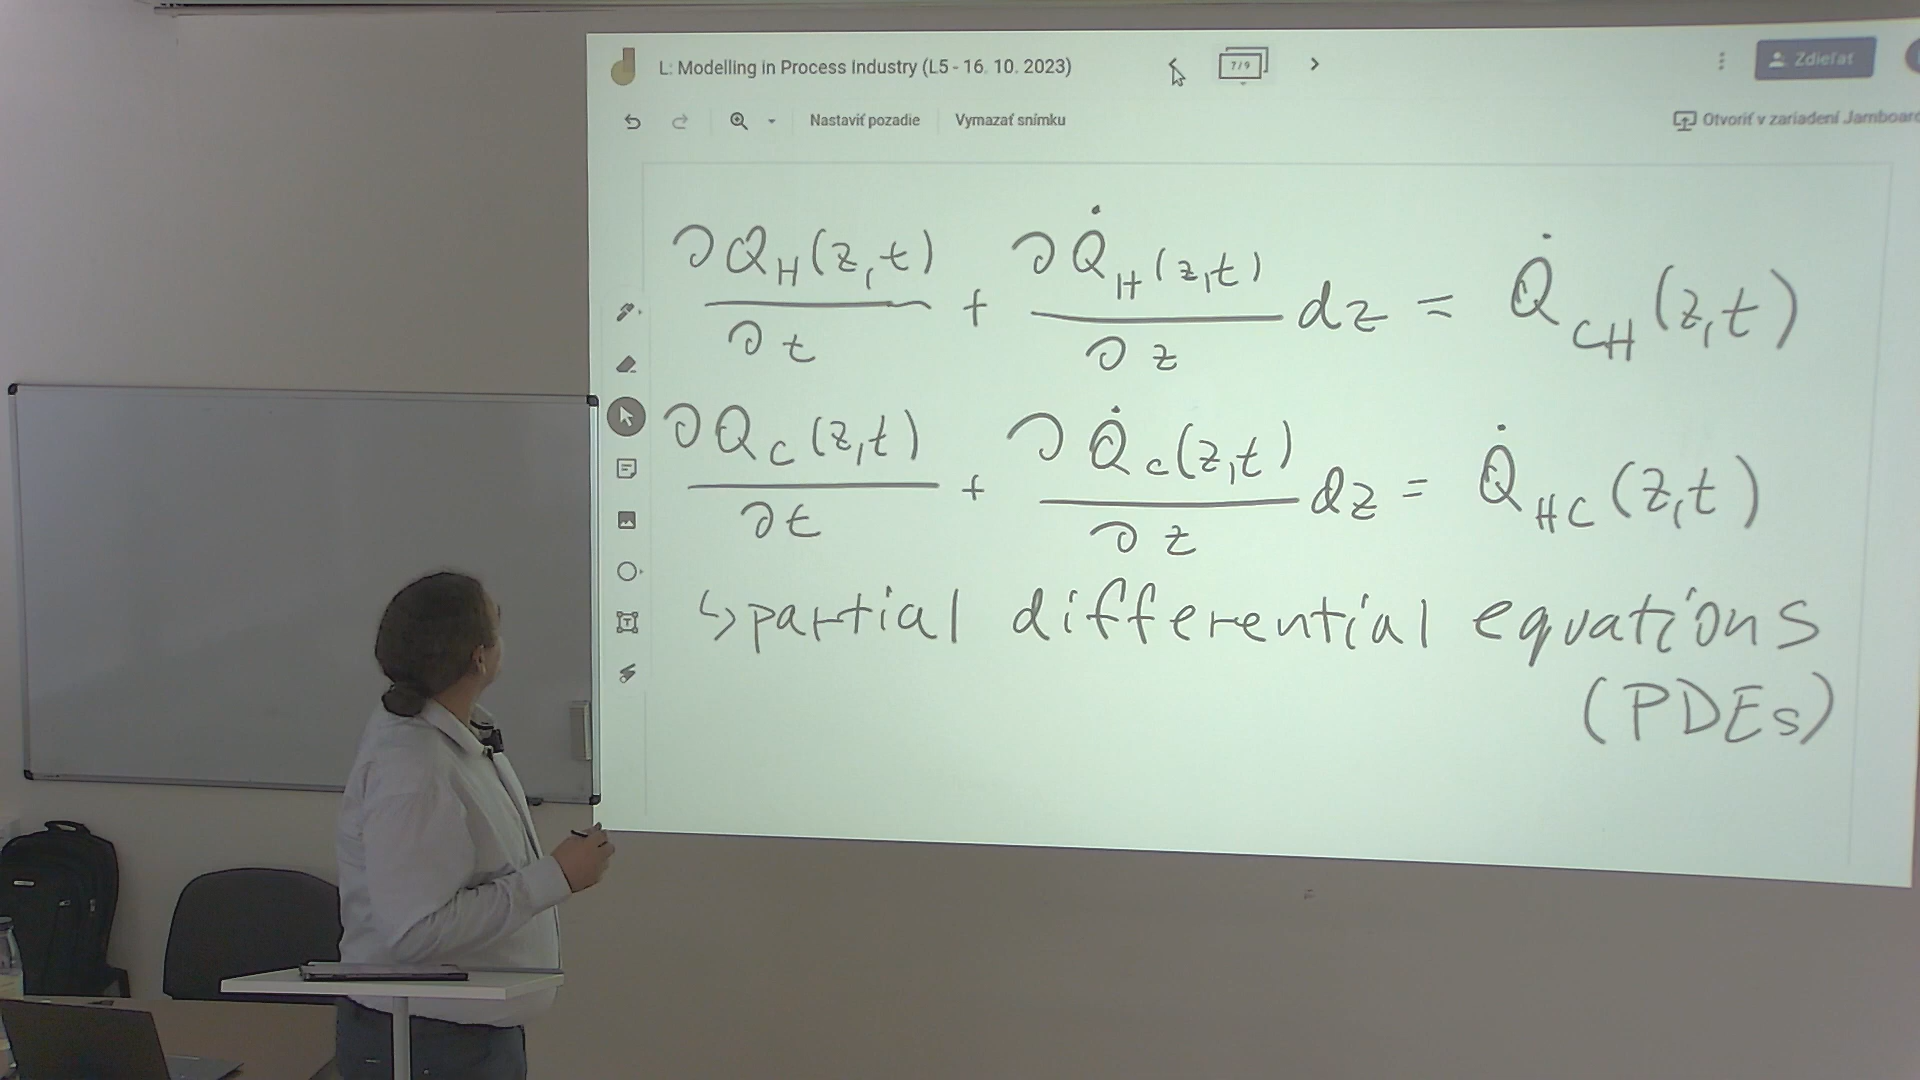 L: Modelling in Process Industry (L5 - 16. 10. 2023)
7/9
Zdieľať
Nastaviť pozadie
Vymazať snímku
Otvoriť v zariadení Jamboard
∂Q_H(z,t)/∂t + ∂Q̇_H(z,t)/∂z dz = Q̇_CH(z,t)
∂Q_C(z,t)/∂t + ∂Q̇_C(z,t)/∂z dz = Q̇_HC(z,t)
↳ partial differential equations
(PDEs)